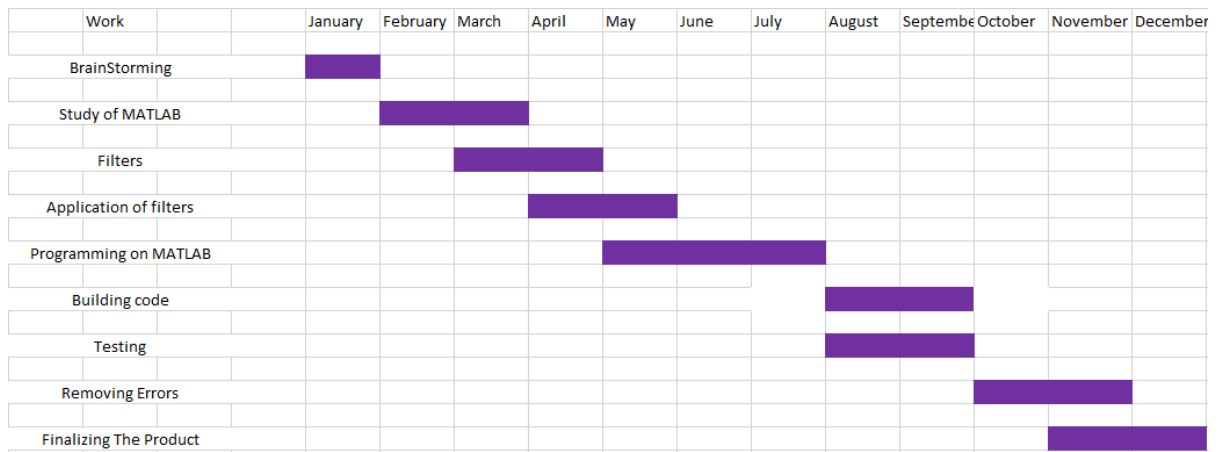 Work January February March April May June July August Septembe October November December
BrainStorming
Study of MATLAB
Filters
Application of filters
Programming on MATLAB
Building code
Testing
Removing Errors
Finalizing The Product